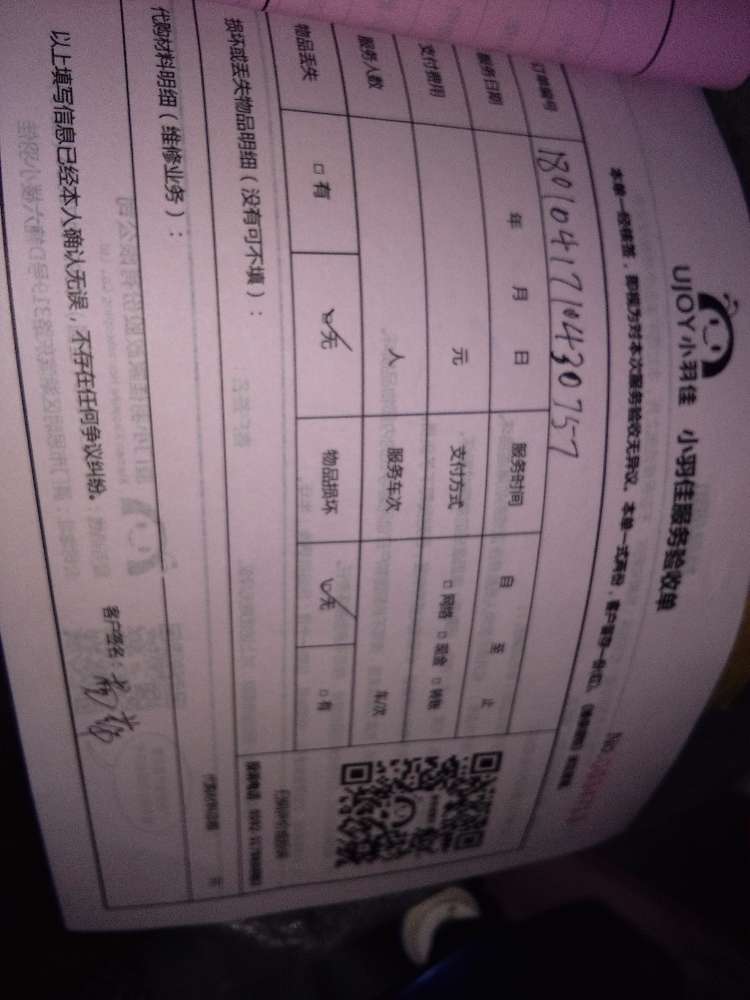 UJOY小羽佳 小羽佳服务验收单
本单一经签签，即视为对本次服务验收无异议。本单一式两份，客户留存一份
No
订单编号 18010417104430757
服务日期 年 月 日 服务时间 自 至 止
支付费用 元 支付方式 □ 网络 □ 现金 □ 转账
服务人数 人 服务车次 车/次
物品丢失 □ 有 ☑ 无 物品损坏 ☑ 无 □ 有
损坏或丢失物品明细（没有可不填）：
代购材料明细（维修业务）： 元
以上填写信息已经本人确认无误，不存在任何争议纠纷。 客户签名：